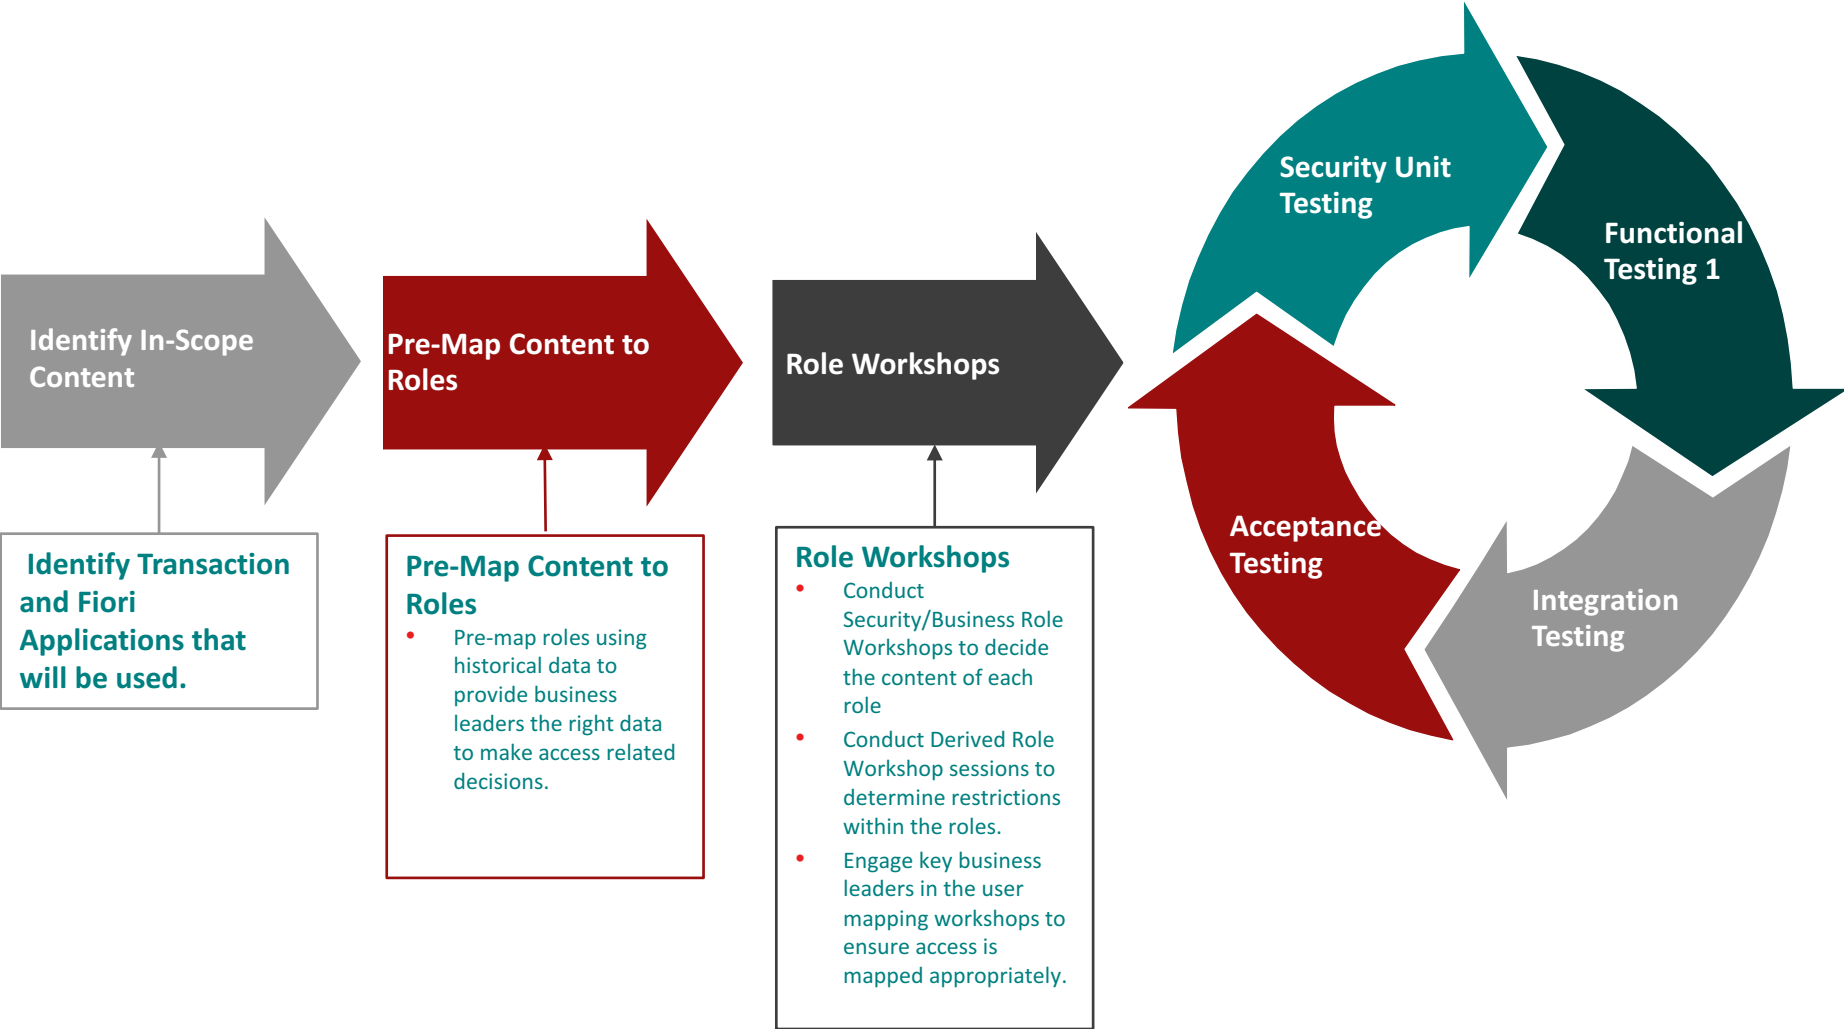 Identify In-Scope
Content
Pre-Map Content to
Roles
Role Workshops
Security Unit
Testing
Functional
Testing 1
Integration
Testing
Acceptance
Testing
Identify Transaction
and Fiori
Applications that
will be used.
Pre-Map Content to
Roles
• Pre-map roles using
historical data to
provide business
leaders the right data
to make access related
decisions.
Role Workshops
• Conduct
Security/Business Role
Workshops to decide
the content of each
role
• Conduct Derived Role
Workshop sessions to
determine restrictions
within the roles.
• Engage key business
leaders in the user
mapping workshops to
ensure access is
mapped appropriately.